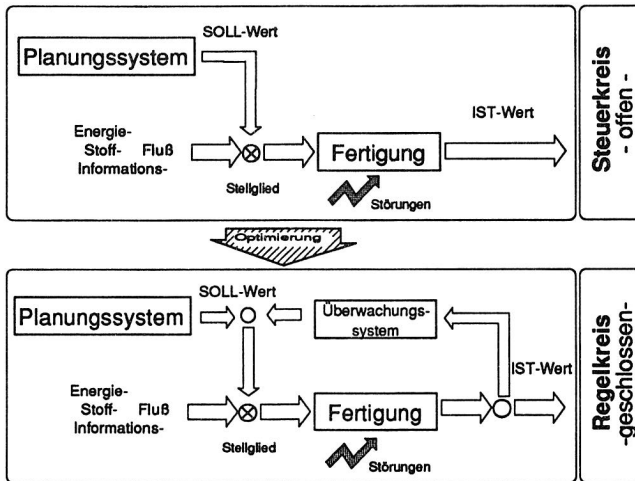 SOLL-Wert
Planungssystem
IST-Wert
Energie-
Stoff- Fluß
Informations-
Fertigung
Stellglied
Störungen
Steuerkreis
- offen -
Optimierung
SOLL-Wert
Planungssystem
Überwachungs-
system
IST-Wert
Energie-
Stoff- Fluß
Informations-
Fertigung
Stellglied
Störungen
Regelkreis
-geschlossen-